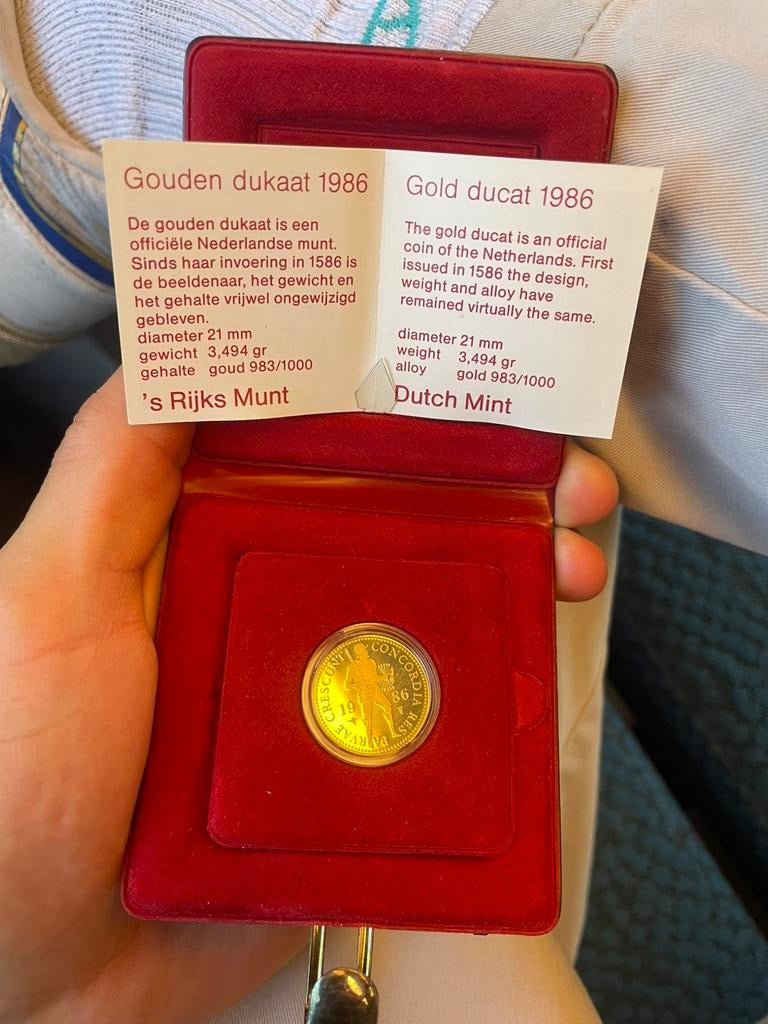 Gouden dukaat 1986
De gouden dukaat is een
officiële Nederlandse munt.
Sinds haar invoering in 1586 is
de beeldenaar, het gewicht en
het gehalte vrijwel ongewijzigd
gebleven.
diameter 21 mm
gewicht 3,494 gr
gehalte goud 983/1000
's Rijks Munt
Gold ducat 1986
The gold ducat is an official
coin of the Netherlands. First
issued in 1586 the design,
weight and alloy have
remained virtually the same.
diameter 21 mm
weight 3,494 gr
alloy gold 983/1000
Dutch Mint
CONCORDIA RES PARVAE CRESCUNT
19 86
A